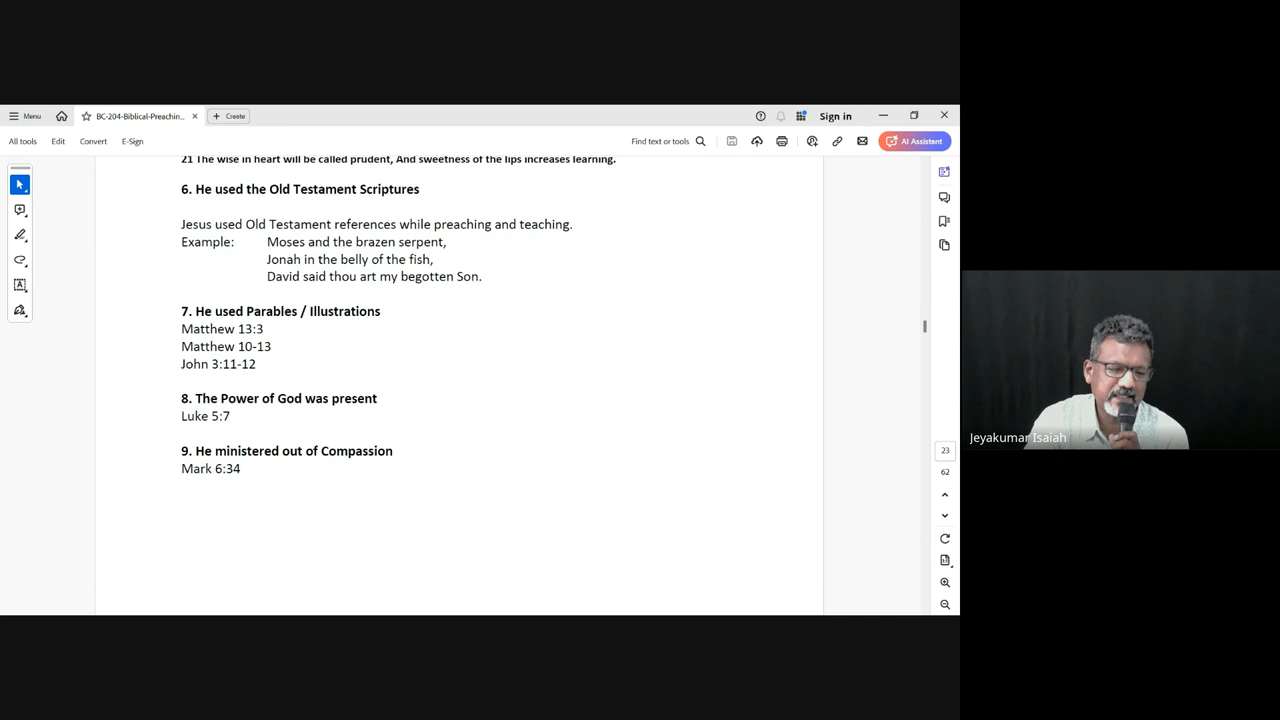 Menu
BC-204-Biblical-Preachin...
Create
Sign in
All tools
Edit
Convert
E-Sign
Find text or tools
AI Assistant
21 The wise in heart will be called prudent, And sweetness of the lips increases learning.
6. He used the Old Testament Scriptures
Jesus used Old Testament references while preaching and teaching.
Example: Moses and the brazen serpent,
Jonah in the belly of the fish,
David said thou art my begotten Son.
7. He used Parables / Illustrations
Matthew 13:3
Matthew 10-13
John 3:11-12
8. The Power of God was present
Luke 5:7
9. He ministered out of Compassion
Mark 6:34
23
62
Jeyakumar Isaiah